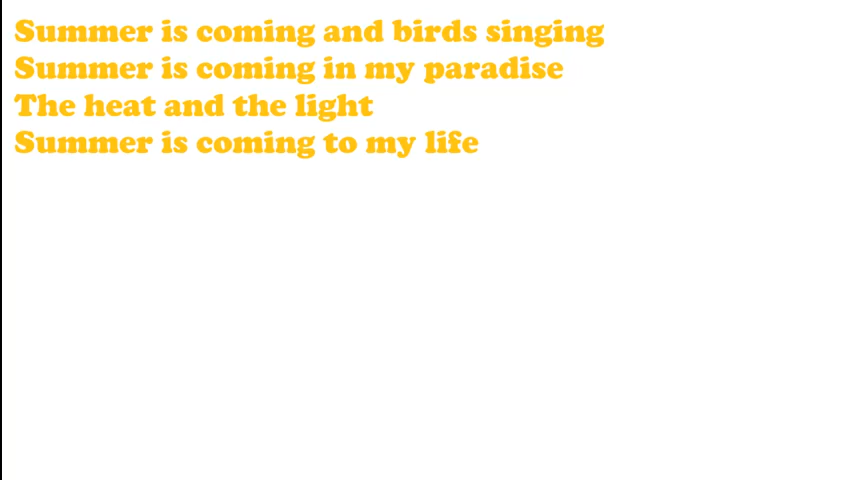 Summer is coming and birds singing
Summer is coming in my paradise
The heat and the light
Summer is coming to my life